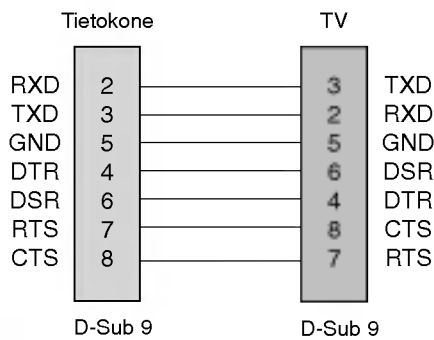 Tietokone TV
RXD 2 3 TXD
TXD 3 2 RXD
GND 5 5 GND
DTR 4 6 DSR
DSR 6 4 DTR
RTS 7 8 CTS
CTS 8 7 RTS
D-Sub 9 D-Sub 9